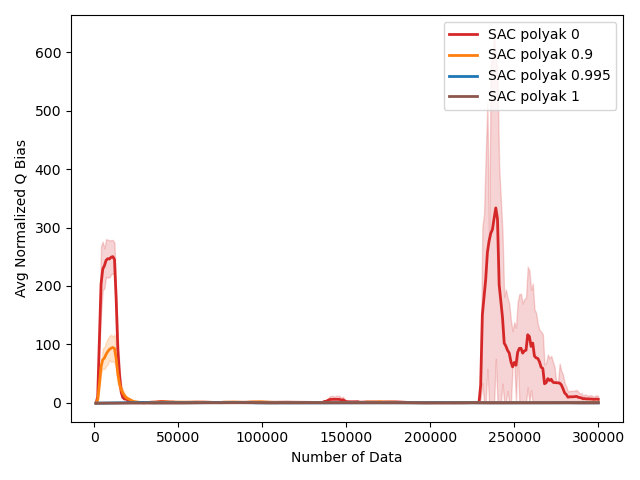 SAC polyak 0
SAC polyak 0.9
SAC polyak 0.995
SAC polyak 1
Avg Normalized Q Bias
600
500
400
300
200
100
0
0 50000 100000 150000 200000 250000 300000
Number of Data